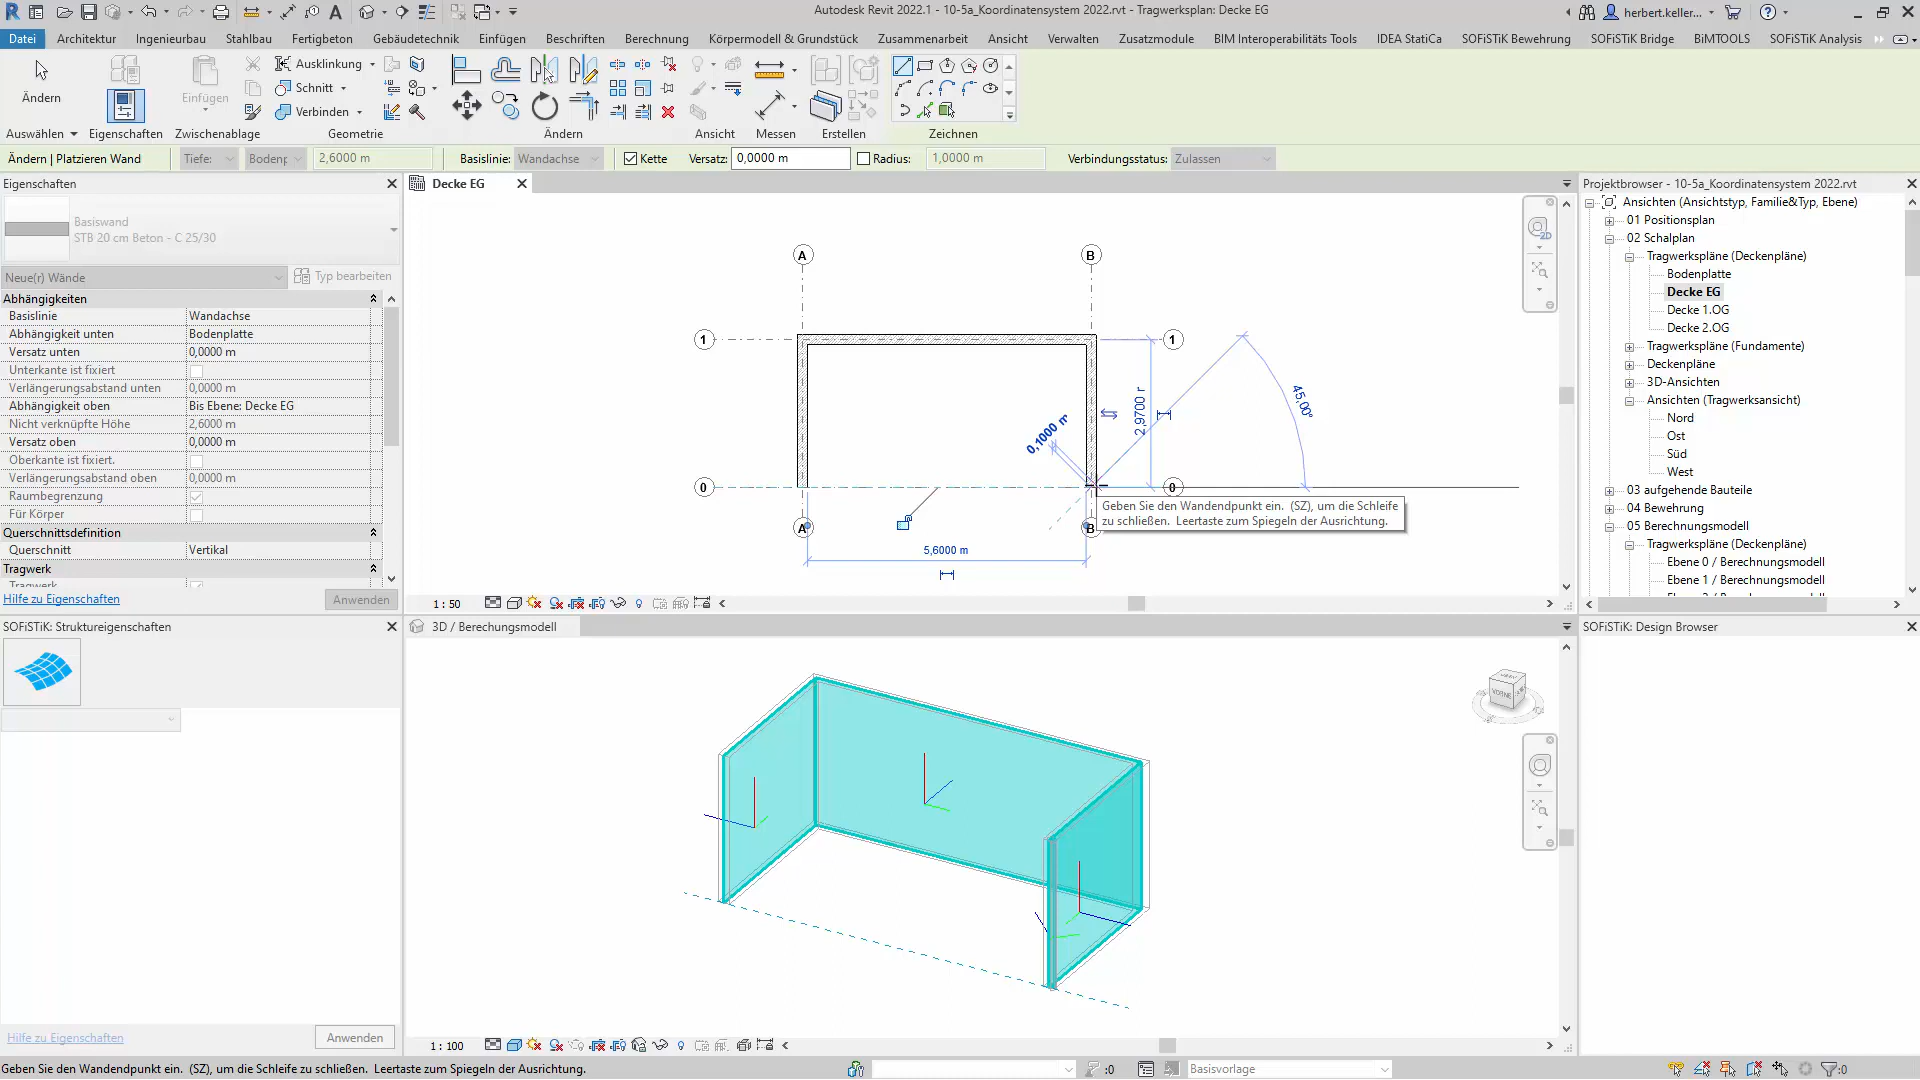 Autodesk Revit 2022.1 - 10-5a_Koordinatensystem 2022.rvt - Tragwerksplan: Decke EG
herbert.keller...
Datei Architektur Ingenieurbau Stahlbau Fertigbeton Gebäudetechnik Einfügen Beschriften Berechnung Körpermodell & Grundstück Zusammenarbeit Ansicht Verwalten Zusatzmodule BIM Interoperabilitäts Tools IDEA StatiCa SOFiSTiK Bewehrung SOFiSTiK Bridge BiMTOOLS SOFiSTiK Analysis
Ausklinkung
Schnitt
Verbinden
Ändern
Einfügen
Auswählen Eigenschaften Zwischenablage Geometrie Ändern Ansicht Messen Erstellen Zeichnen
Ändern | Platzieren Wand Tiefe: Bodenp 2,6000 m Basislinie: Wandachse Kette Versatz: 0,0000 m Radius: 1,0000 m Verbindungsstatus: Zulassen
Eigenschaften
Basiswand
STB 20 cm Beton - C 25/30
Neue(r) Wände Typ bearbeiten
Abhängigkeiten
Basislinie Wandachse
Abhängigkeit unten Bodenplatte
Versatz unten 0,0000 m
Unterkante ist fixiert
Verlängerungsabstand unten 0,0000 m
Abhängigkeit oben Bis Ebene: Decke EG
Nicht verknüpfte Höhe 2,6000 m
Versatz oben 0,0000 m
Oberkante ist fixiert.
Verlängerungsabstand oben 0,0000 m
Raumbegrenzung
Für Körper
Querschnittsdefinition
Querschnitt Vertikal
Tragwerk
Tragwerk
Hilfe zu Eigenschaften Anwenden
SOFiSTiK: Struktureigenschaften
Hilfe zu Eigenschaften Anwenden
Decke EG
A B
1 1
0 0
A B
2,9700 r
0,1000 m
45,00°
5,6000 m
Geben Sie den Wandendpunkt ein. (SZ), um die Schleife
zu schließen. Leertaste zum Spiegeln der Ausrichtung.
2D
1 : 50
3D / Berechungsmodell
VORNE
1 : 100
Projektbrowser - 10-5a_Koordinatensystem 2022.rvt
Ansichten (Ansichtstyp, Familie&Typ, Ebene)
01 Positionsplan
02 Schalplan
Tragwerkspläne (Deckenpläne)
Bodenplatte
Decke EG
Decke 1.OG
Decke 2.OG
Tragwerkspläne (Fundamente)
Deckenpläne
3D-Ansichten
Ansichten (Tragwerksansicht)
Nord
Ost
Süd
West
03 aufgehende Bauteile
04 Bewehrung
05 Berechnungsmodell
Tragwerkspläne (Deckenpläne)
Ebene 0 / Berechnungsmodell
Ebene 1 / Berechnungsmodell
SOFiSTiK: Design Browser
Geben Sie den Wandendpunkt ein. (SZ), um die Schleife zu schließen. Leertaste zum Spiegeln der Ausrichtung.
:0 Basisvorlage :0